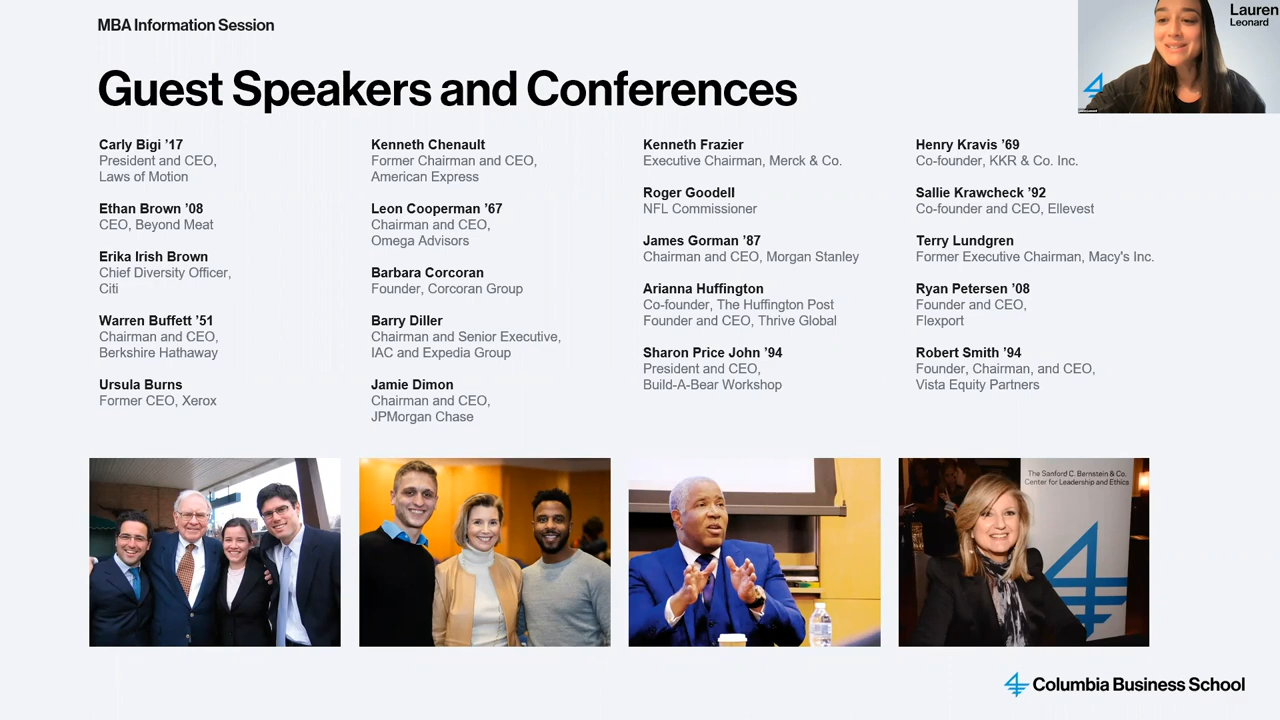 MBA Information Session
Lauren
Leonard
Guest Speakers and Conferences
Carly Bigi ’17
President and CEO,
Laws of Motion
Ethan Brown ’08
CEO, Beyond Meat
Erika Irish Brown
Chief Diversity Officer,
Citi
Warren Buffett ’51
Chairman and CEO,
Berkshire Hathaway
Ursula Burns
Former CEO, Xerox
Kenneth Chenault
Former Chairman and CEO,
American Express
Leon Cooperman ’67
Chairman and CEO,
Omega Advisors
Barbara Corcoran
Founder, Corcoran Group
Barry Diller
Chairman and Senior Executive,
IAC and Expedia Group
Jamie Dimon
Chairman and CEO,
JPMorgan Chase
Kenneth Frazier
Executive Chairman, Merck & Co.
Roger Goodell
NFL Commissioner
James Gorman ’87
Chairman and CEO, Morgan Stanley
Arianna Huffington
Co-founder, The Huffington Post
Founder and CEO, Thrive Global
Sharon Price John ’94
President and CEO,
Build-A-Bear Workshop
Henry Kravis ’69
Co-founder, KKR & Co. Inc.
Sallie Krawcheck ’92
Co-founder and CEO, Ellevest
Terry Lundgren
Former Executive Chairman, Macy's Inc.
Ryan Petersen ’08
Founder and CEO,
Flexport
Robert Smith ’94
Founder, Chairman, and CEO,
Vista Equity Partners
The Sanford C. Bernstein & Co.
Center for Leadership and Ethics
Columbia Business School